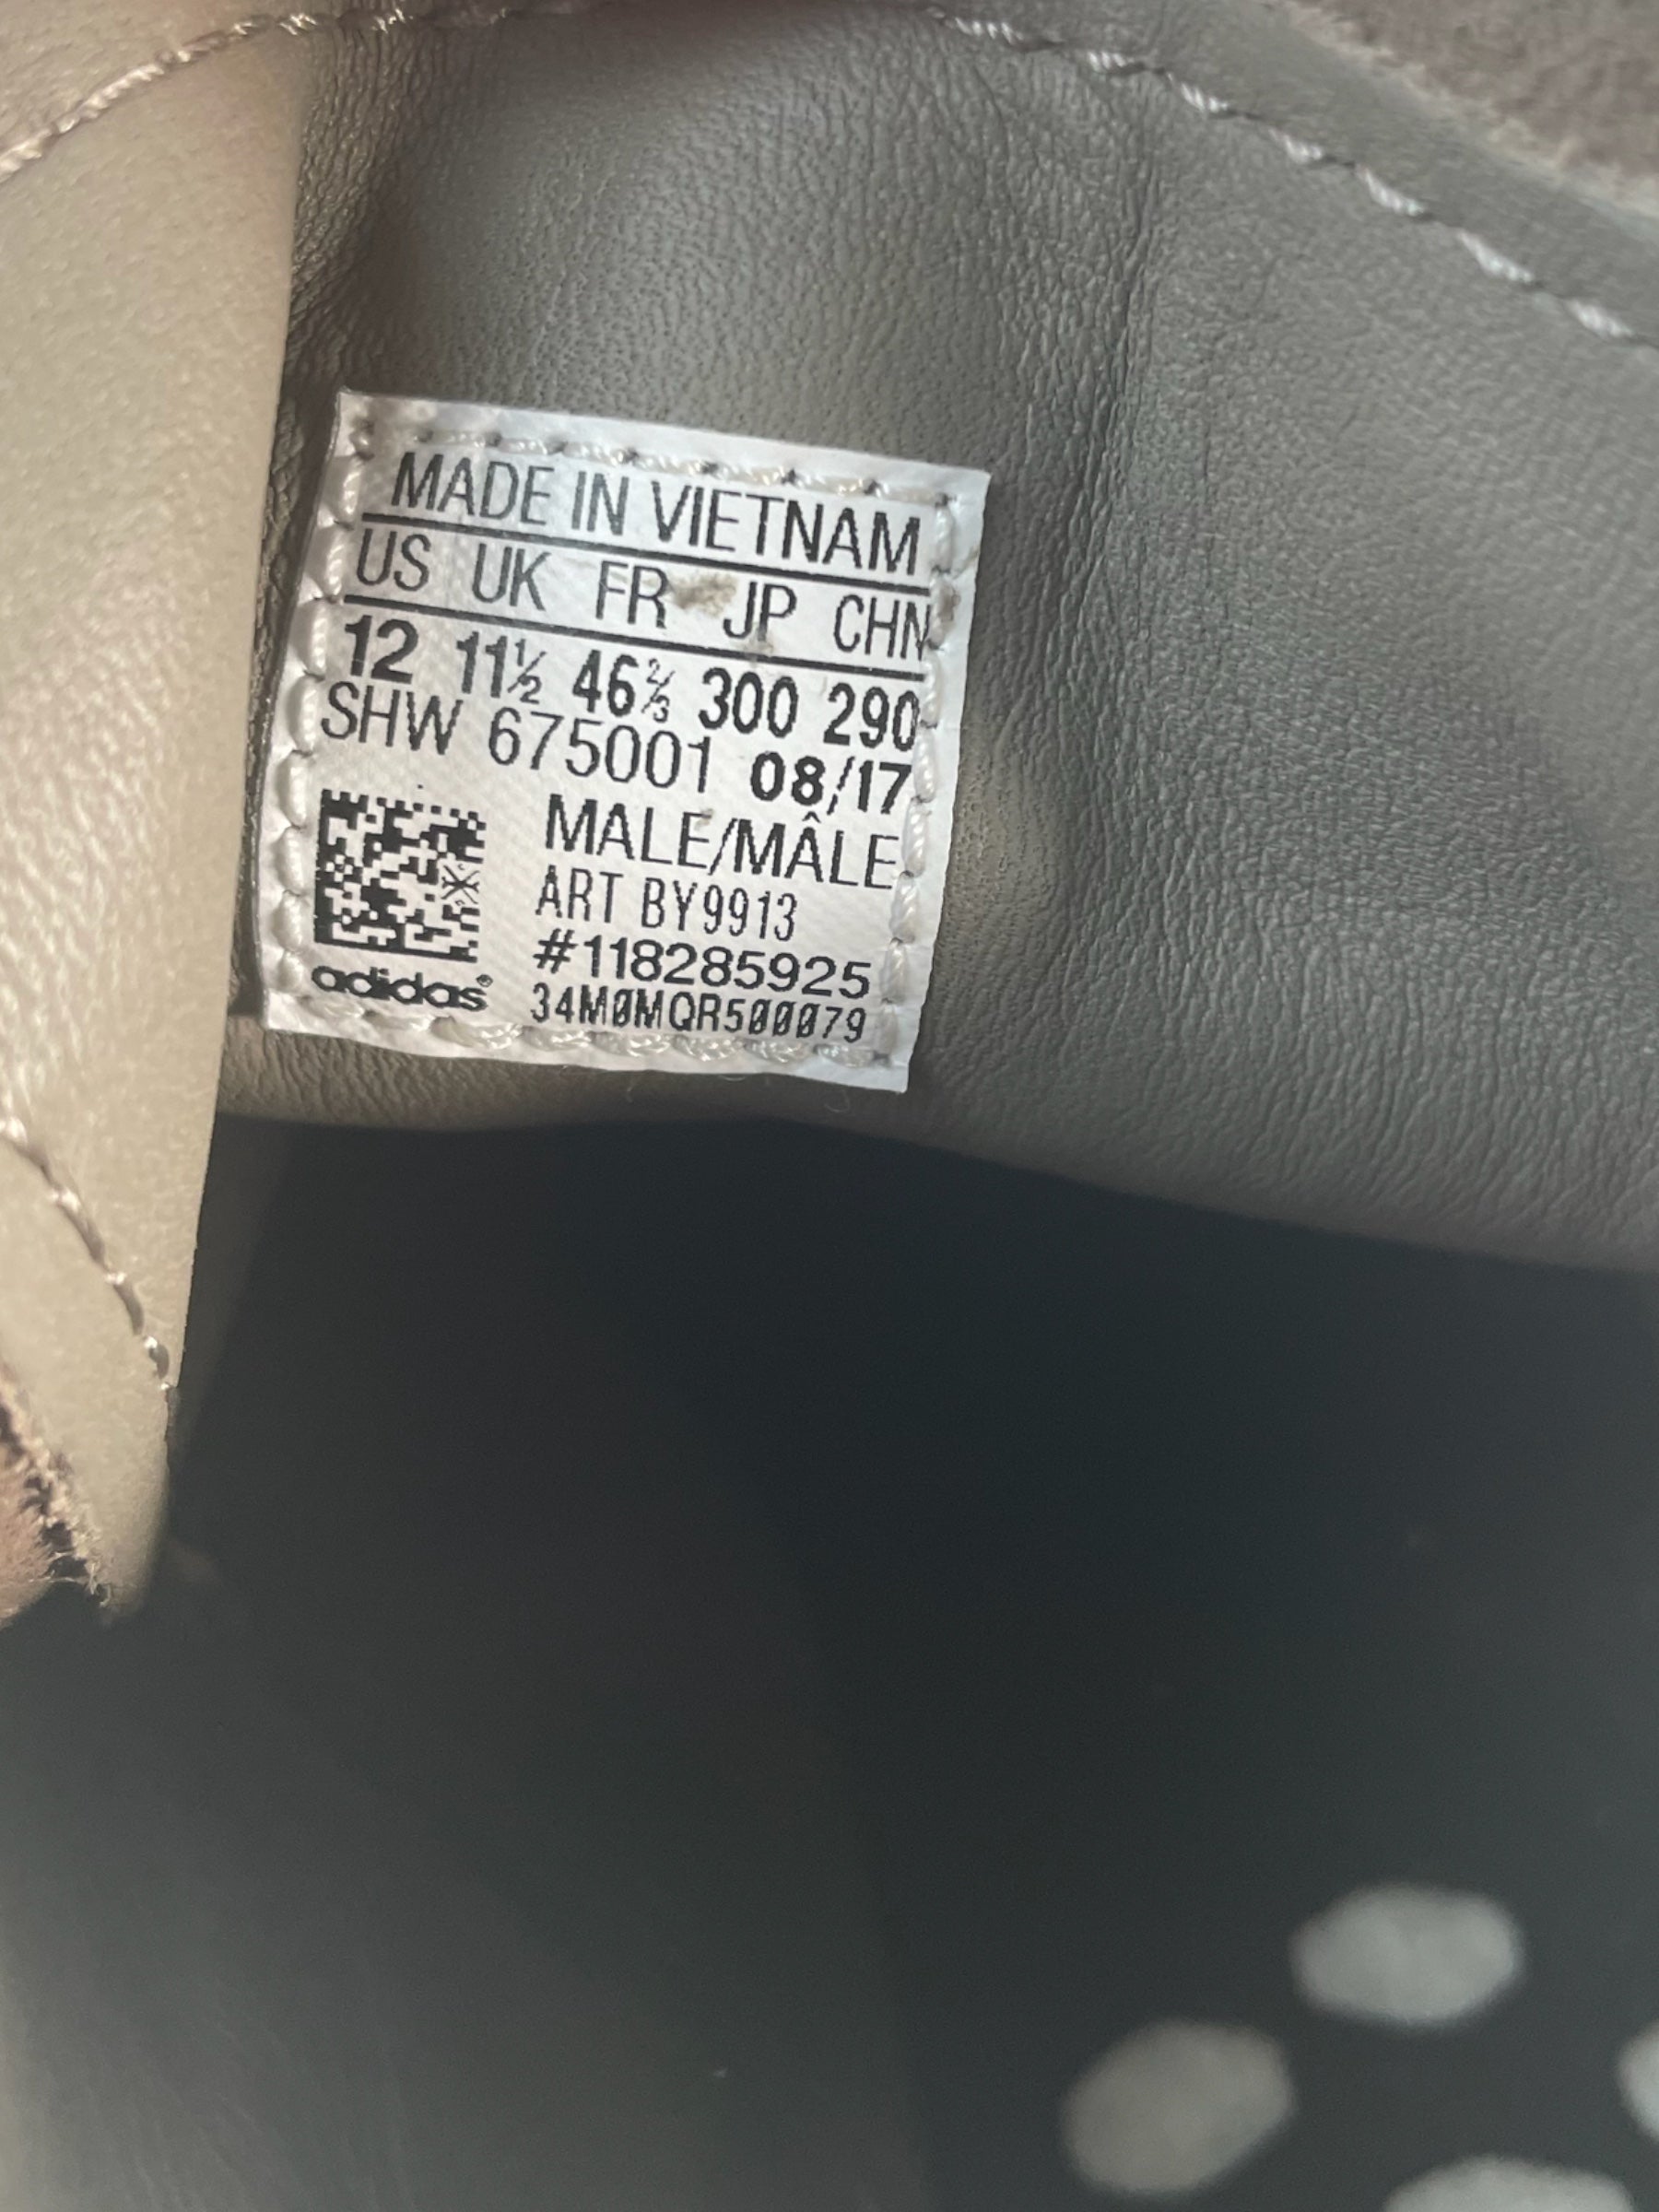 MADE IN VIETNAM
US UK FR JP CHN
12 11½ 46⅔ 300 290
SHW 675001 08/17
MALE/MÂLE
ART BY9913
#118285925
adidas® 34M0MQR500079